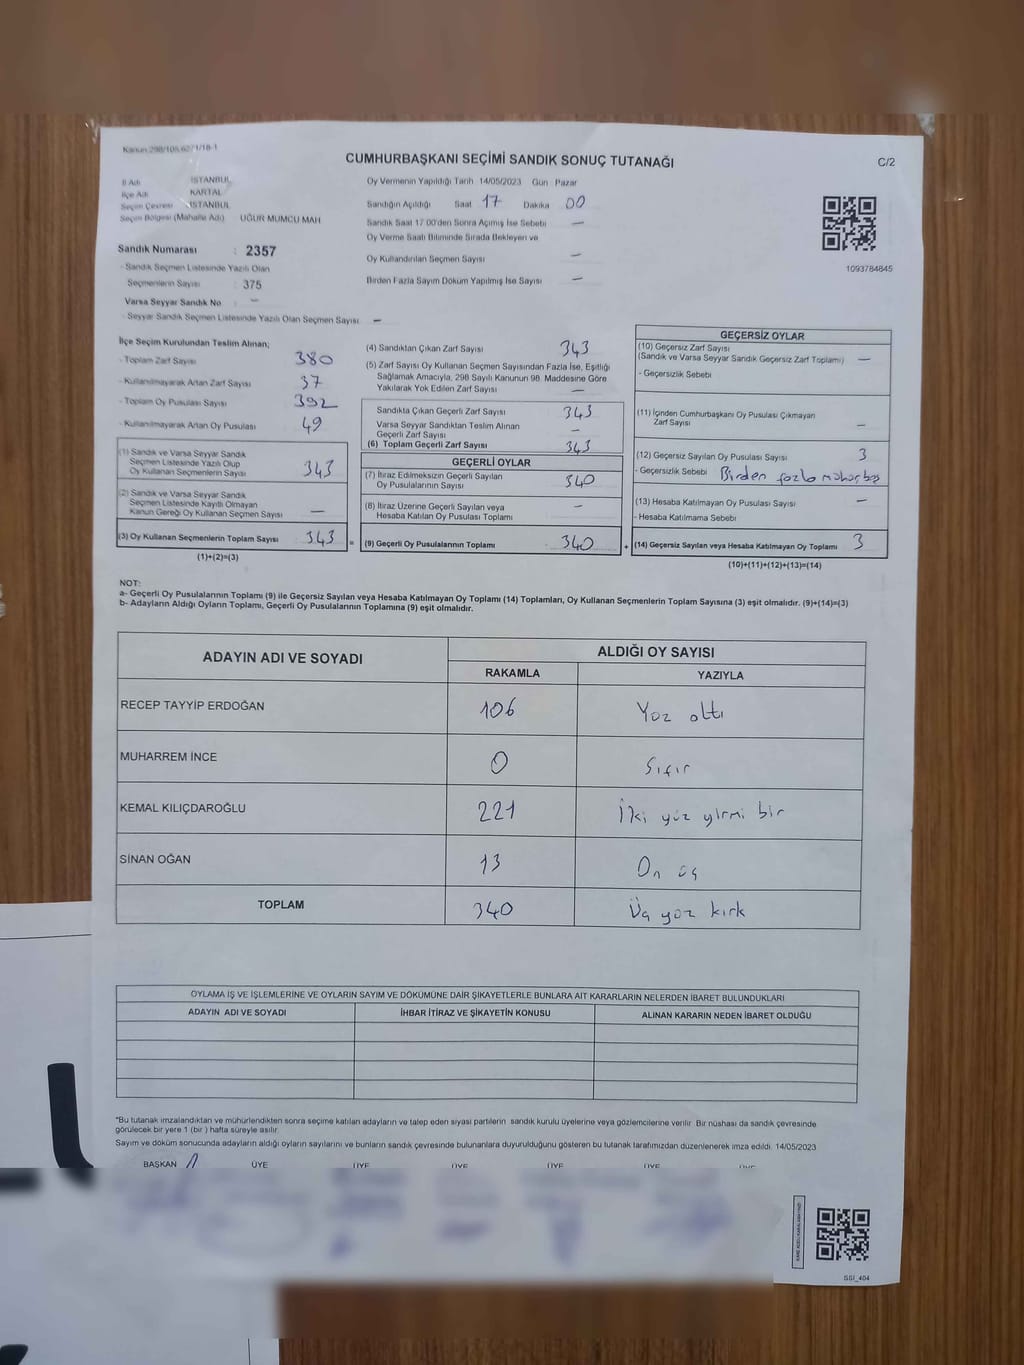 Kanun:298/105,6271/18-1
CUMHURBAŞKANI SEÇİMİ SANDIK SONUÇ TUTANAĞI
C/2
İl Adı : İSTANBUL
İlçe Adı : KARTAL
Seçim Çevresi : İSTANBUL
Seçim Bölgesi (Mahalle Adı) : UĞUR MUMCU MAH
Sandık Numarası : 2357
- Sandık Seçmen Listesinde Yazılı Olan
Seçmenlerin Sayısı : 375
Varsa Seyyar Sandık No : –
- Seyyar Sandık Seçmen Listesinde Yazılı Olan Seçmen Sayısı : –
Oy Vermenin Yapıldığı Tarih 14/05/2023 Gün Pazar
Sandığın Açıldığı Saat 17 Dakika 00
Sandık Saat 17:00'den Sonra Açılmış İse Sebebi –
Oy Verme Saati Bitiminde Sırada Bekleyen ve
Oy Kullandırılan Seçmen Sayısı –
Birden Fazla Sayım Döküm Yapılmış İse Sayısı –
1093784845
İlçe Seçim Kurulundan Teslim Alınan;
- Toplam Zarf Sayısı : 380
- Kullanılmayarak Artan Zarf Sayısı : 37
- Toplam Oy Pusulası Sayısı : 392
- Kullanılmayarak Artan Oy Pusulası : 49
(1) Sandık ve Varsa Seyyar Sandık
Seçmen Listesinde Yazılı Olup
Oy Kullanan Seçmenlerin Sayısı : 343
(2) Sandık ve Varsa Seyyar Sandık
Seçmen Listesinde Kayıtlı Olmayan
Kanun Gereği Oy Kullanan Seçmen Sayısı : –
(3) Oy Kullanan Seçmenlerin Toplam Sayısı : 343
(1)+(2)=(3)
(4) Sandıktan Çıkan Zarf Sayısı : 343
(5) Zarf Sayısı Oy Kullanan Seçmen Sayısından Fazla İse, Eşitliği
Sağlamak Amacıyla, 298 Sayılı Kanunun 98. Maddesine Göre
Yakılarak Yok Edilen Zarf Sayısı : –
Sandıkta Çıkan Geçerli Zarf Sayısı : 343
Varsa Seyyar Sandıktan Teslim Alınan
Geçerli Zarf Sayısı : –
(6) Toplam Geçerli Zarf Sayısı : 343
GEÇERLİ OYLAR
(7) İtiraz Edilmeksizin Geçerli Sayılan
Oy Pusulalarının Sayısı : 340
(8) İtiraz Üzerine Geçerli Sayılan veya
Hesaba Katılan Oy Pusulası Toplamı : –
= (9) Geçerli Oy Pusulalarının Toplamı : 340
GEÇERSİZ OYLAR
(10) Geçersiz Zarf Sayısı
(Sandık ve Varsa Seyyar Sandık Geçersiz Zarf Toplamı) : –
- Geçersizlik Sebebi :
(11) İçinden Cumhurbaşkanı Oy Pusulası Çıkmayan
Zarf Sayısı : –
(12) Geçersiz Sayılan Oy Pusulası Sayısı : 3
- Geçersizlik Sebebi : Birden fazla
(13) Hesaba Katılmayan Oy Pusulası Sayısı : –
- Hesaba Katılmama Sebebi :
+ (14) Geçersiz Sayılan veya Hesaba Katılmayan Oy Toplamı : 3
(10)+(11)+(12)+(13)=(14)
NOT:
a- Geçerli Oy Pusulalarının Toplamı (9) ile Geçersiz Sayılan veya Hesaba Katılmayan Oy Toplamı (14) Toplamları, Oy Kullanan Seçmenlerin Toplam Sayısına (3) eşit olmalıdır. (9)+(14)=(3)
b- Adayların Aldığı Oyların Toplamı, Geçerli Oy Pusulalarının Toplamına (9) eşit olmalıdır.
ADAYIN ADI VE SOYADI
ALDIĞI OY SAYISI
RAKAMLA YAZIYLA
RECEP TAYYİP ERDOĞAN 106 Yüz altı
MUHARREM İNCE 0 Sıfır
KEMAL KILIÇDAROĞLU 221 İki yüz yirmi bir
SİNAN OĞAN 13 On üç
TOPLAM 340 Üç yüz kırk
OYLAMA İŞ VE İŞLEMLERİNE VE OYLARIN SAYIM VE DÖKÜMÜNE DAİR ŞİKAYETLERLE BUNLARA AİT KARARLARIN NELERDEN İBARET BULUNDUKLARI
ADAYIN ADI VE SOYADI İHBAR İTİRAZ VE ŞİKAYETİN KONUSU ALINAN KARARIN NEDEN İBARET OLDUĞU
*Bu tutanak imzalandıktan ve mühürlendikten sonra seçime katılan adayların ve talep eden siyasi partilerin sandık kurulu üyelerine veya gözlemcilerine verilir. Bir nüshası da sandık çevresinde
görülecek bir yere 1 (bir ) hafta süreyle asılır.
Sayım ve döküm sonucunda adayların aldığı oyların sayılarını ve bunların sandık çevresinde bulunanlara duyurulduğunu gösteren bu tutanak tarafımızdan düzenlenerek imza edildi. 14/05/2023
BAŞKAN ÜYE ÜYE ÜYE ÜYE ÜYE ÜYE
SSI_404